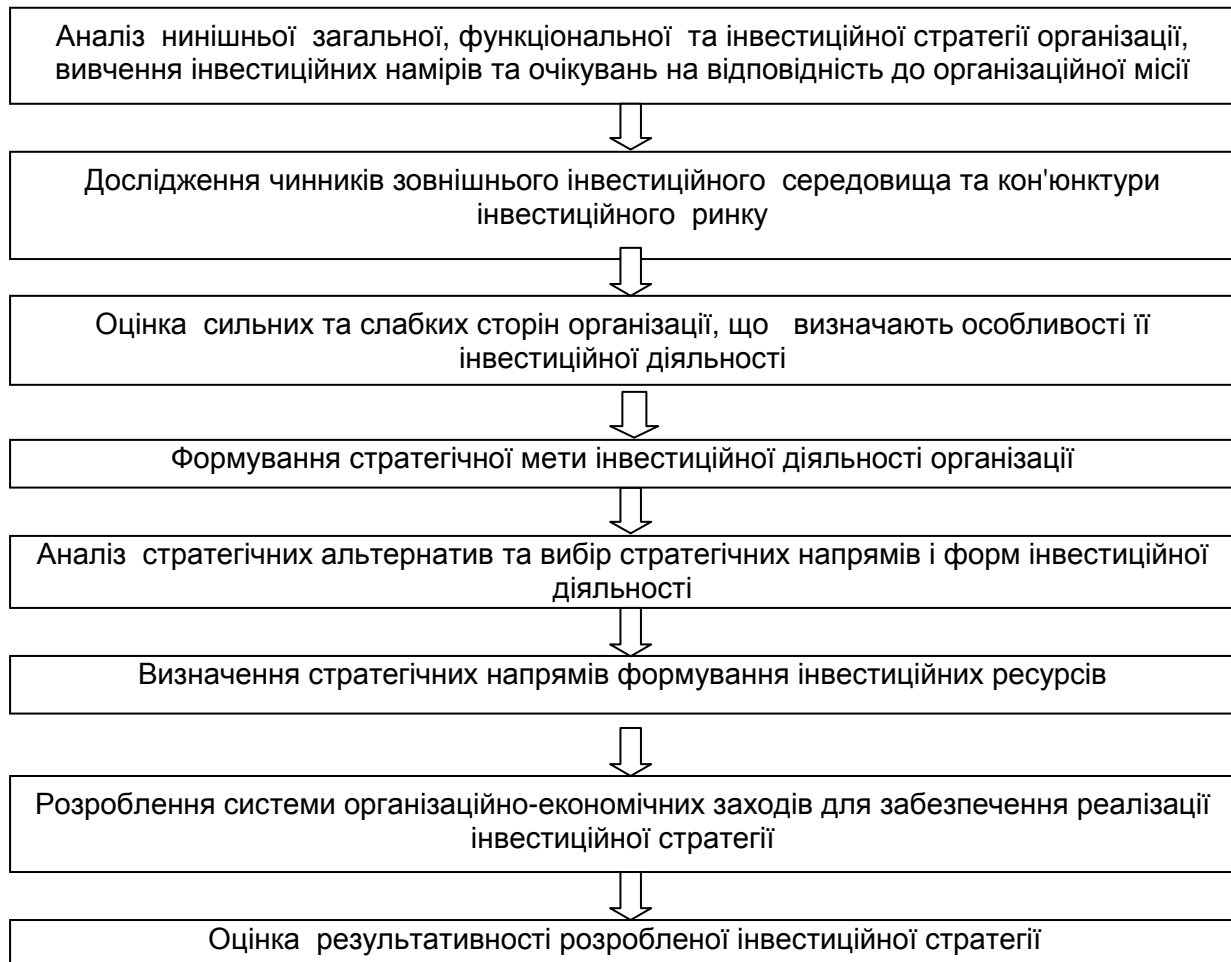 Аналіз нинішньої загальної, функціональної та інвестиційної стратегії організації,
вивчення інвестиційних намірів та очікувань на відповідність до організаційної місії
Дослідження чинників зовнішнього інвестиційного середовища та кон'юнктури
інвестиційного ринку
Оцінка сильних та слабких сторін організації, що визначають особливості її
інвестиційної діяльності
Формування стратегічної мети інвестиційної діяльності організації
Аналіз стратегічних альтернатив та вибір стратегічних напрямів і форм інвестиційної
діяльності
Визначення стратегічних напрямів формування інвестиційних ресурсів
Розроблення системи організаційно-економічних заходів для забезпечення реалізації
інвестиційної стратегії
Оцінка результативності розробленої інвестиційної стратегії